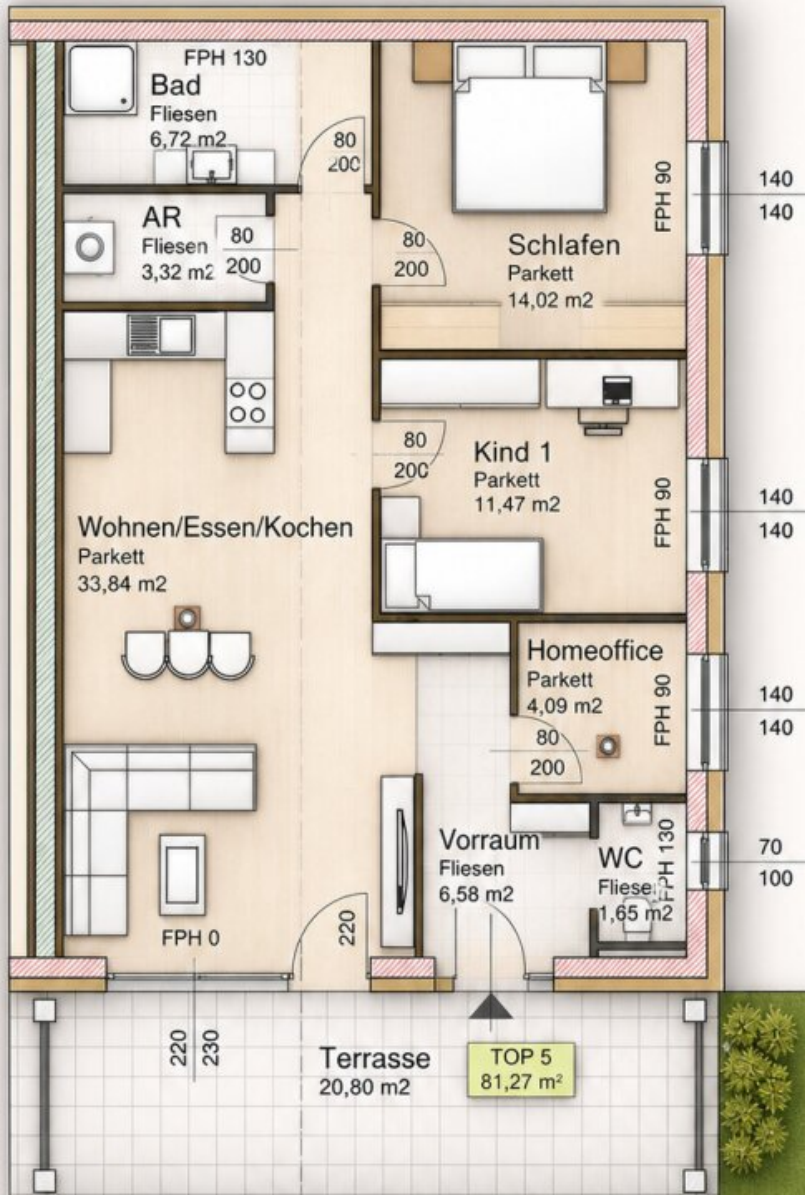 FPH 130
Bad
Fliesen
6,72 m2
80
200
AR
Fliesen
3,32 m2
80
200
80
200
Schlafen
Parkett
14,02 m2
FPH 90
140
140
80
200
Kind 1
Parkett
11,47 m2
FPH 90
140
140
Wohnen/Essen/Kochen
Parkett
33,84 m2
Homeoffice
Parkett
4,09 m2
80
200
FPH 90
140
140
Vorraum
Fliesen
6,58 m2
WC
Fliesen
1,65 m2
FPH 130
70
100
FPH 0
220
220
230
Terrasse
20,80 m2
TOP 5
81,27 m²